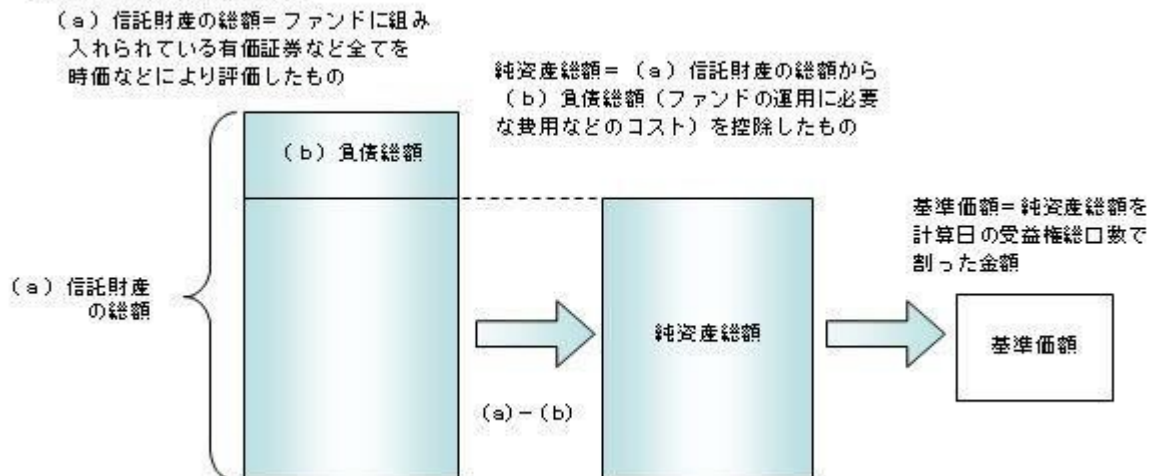 (a)信託財産の総額=ファンドに組み
入れられている有価証券など全てを
時価などにより評価したもの
純資産総額=(a)信託財産の総額から
(b)負債総額(ファンドの運用に必要
な費用などのコスト)を控除したもの
(b)負債総額
基準価額=純資産総額を
計算日の受益権総口数で
割った金額
(a)信託財産
の総額
純資産総額
基準価額
(a)-(b)